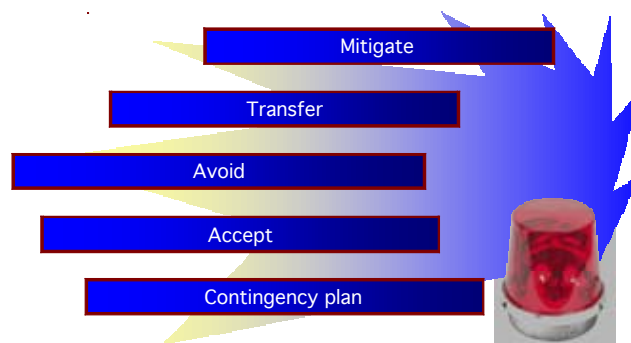 Mitigate
Transfer
Avoid
Accept
Contingency plan